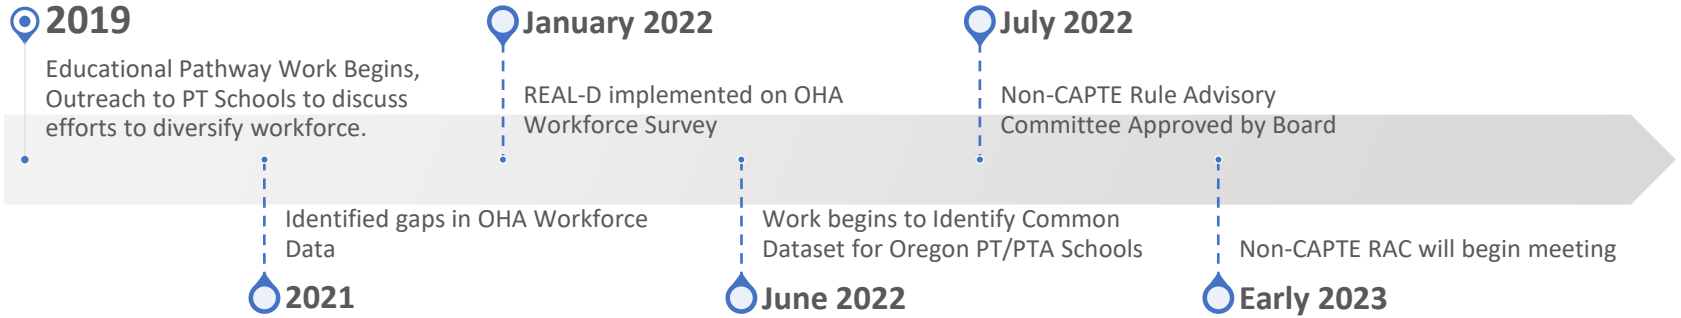 2019
Educational Pathway Work Begins,
Outreach to PT Schools to discuss
efforts to diversify workforce.
Identified gaps in OHA Workforce
Data
2021
January 2022
REAL-D implemented on OHA
Workforce Survey
Work begins to Identify Common
Dataset for Oregon PT/PTA Schools
June 2022
July 2022
Non-CAPTE Rule Advisory
Committee Approved by Board
Non-CAPTE RAC will begin meeting
Early 2023